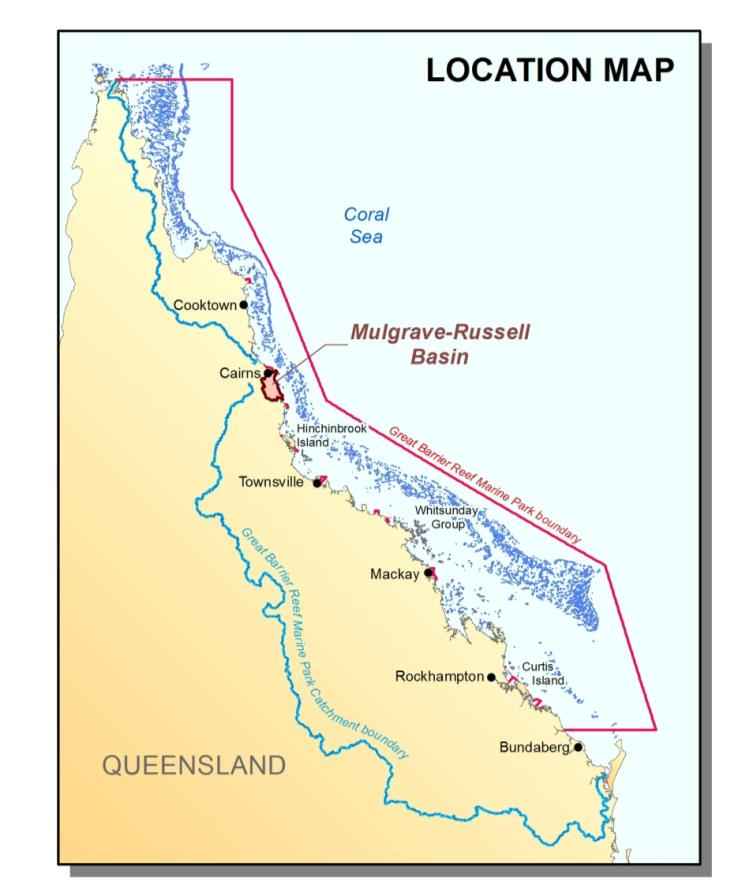 LOCATION MAP
Coral
Sea
Cooktown
Mulgrave-Russell
Basin
Cairns
Hinchinbrook
Island
Great Barrier Reef Marine Park boundary
Townsville
Whitsunday
Group
Great Barrier Reef Marine Park Catchment boundary
Mackay
Curtis
Island
Rockhampton
Bundaberg
QUEENSLAND